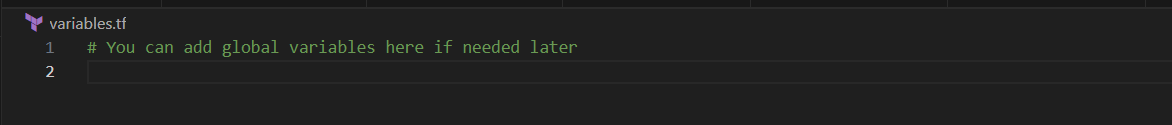 variables.tf
1 # You can add global variables here if needed later
2